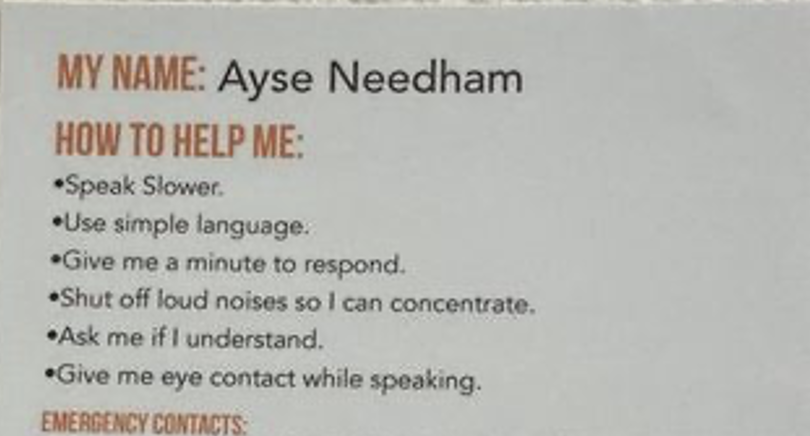 MY NAME: Ayse Needham
HOW TO HELP ME:
•Speak Slower.
•Use simple language.
•Give me a minute to respond.
•Shut off loud noises so I can concentrate.
•Ask me if I understand.
•Give me eye contact while speaking.
EMERGENCY CONTACTS: